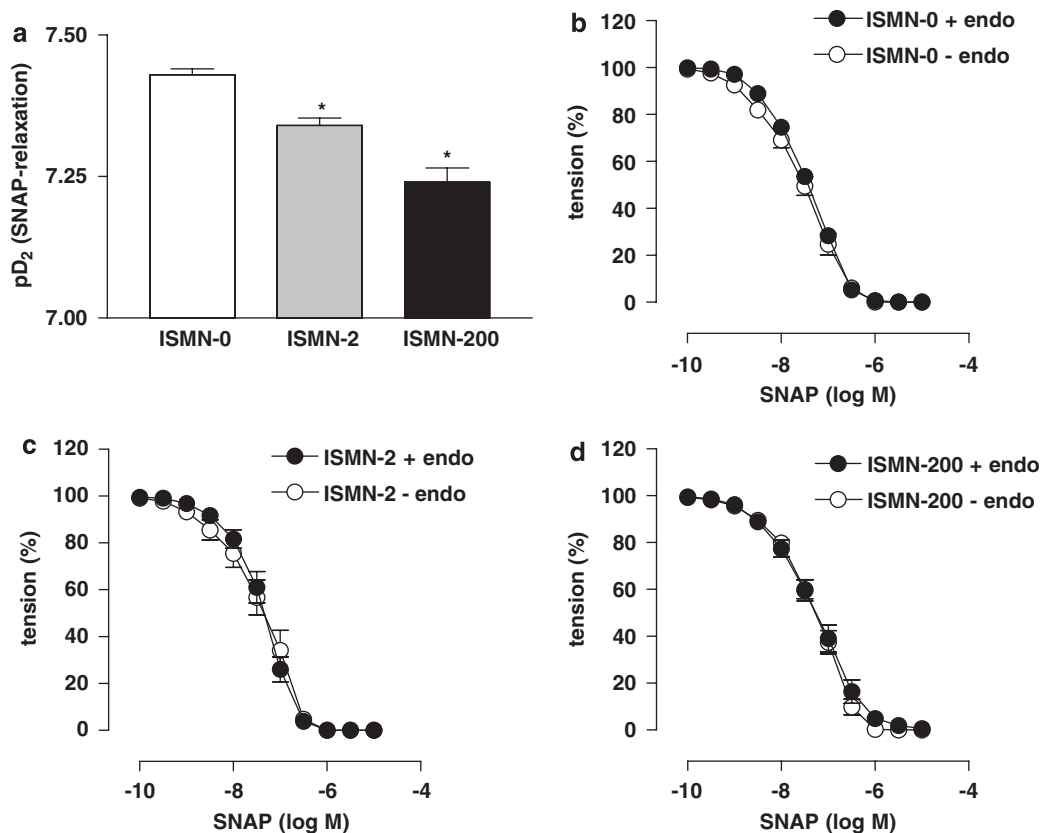 a
7.50
7.25
7.00
pD2 (SNAP-relaxation)
*
*
ISMN-0
ISMN-2
ISMN-200
b
ISMN-0 + endo
ISMN-0 - endo
120
100
80
60
40
20
0
tension (%)
-10
-8
-6
-4
SNAP (log M)
c
ISMN-2 + endo
ISMN-2 - endo
120
100
80
60
40
20
0
tension (%)
-10
-8
-6
-4
SNAP (log M)
d
ISMN-200 + endo
ISMN-200 - endo
120
100
80
60
40
20
0
tension (%)
-10
-8
-6
-4
SNAP (log M)